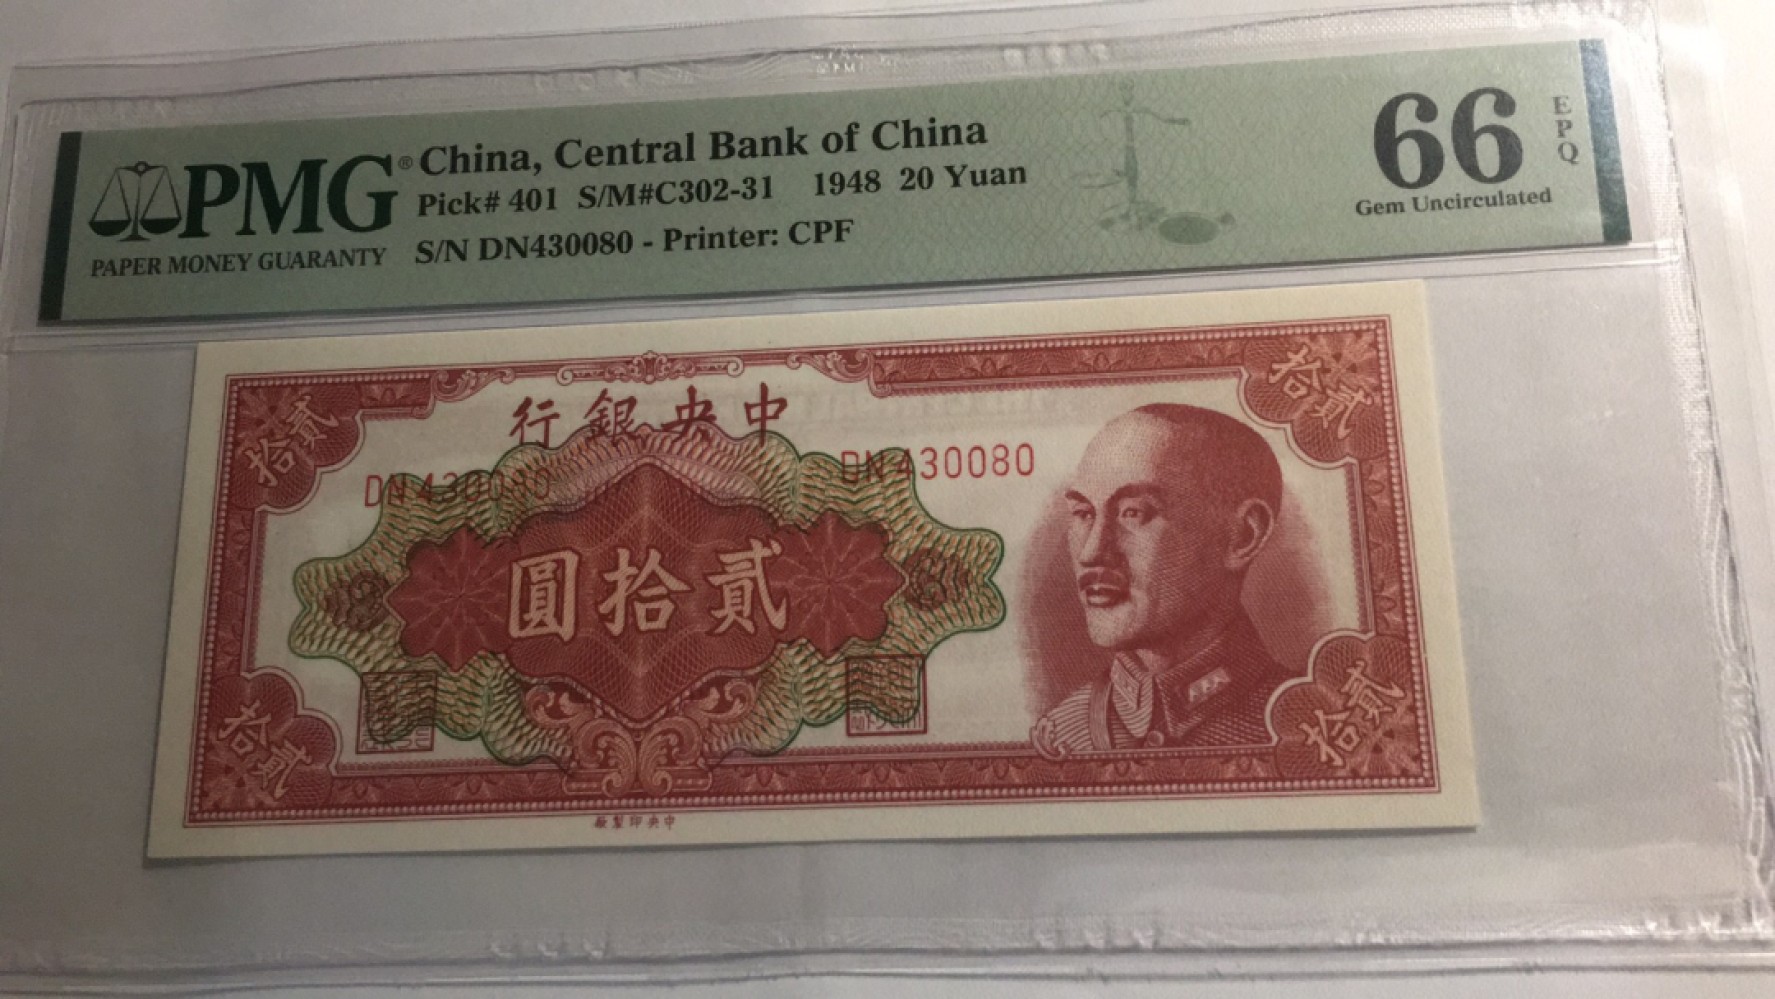 PMG® China, Central Bank of China
Pick# 401 S/M#C302-31 1948 20 Yuan
PAPER MONEY GUARANTY S/N DN430080 - Printer: CPF
66 EPQ
Gem Uncirculated
行銀央中
拾貳 拾貳
DN430080 DN430080
圓拾貳
拾貳 拾貳
廠製印央中